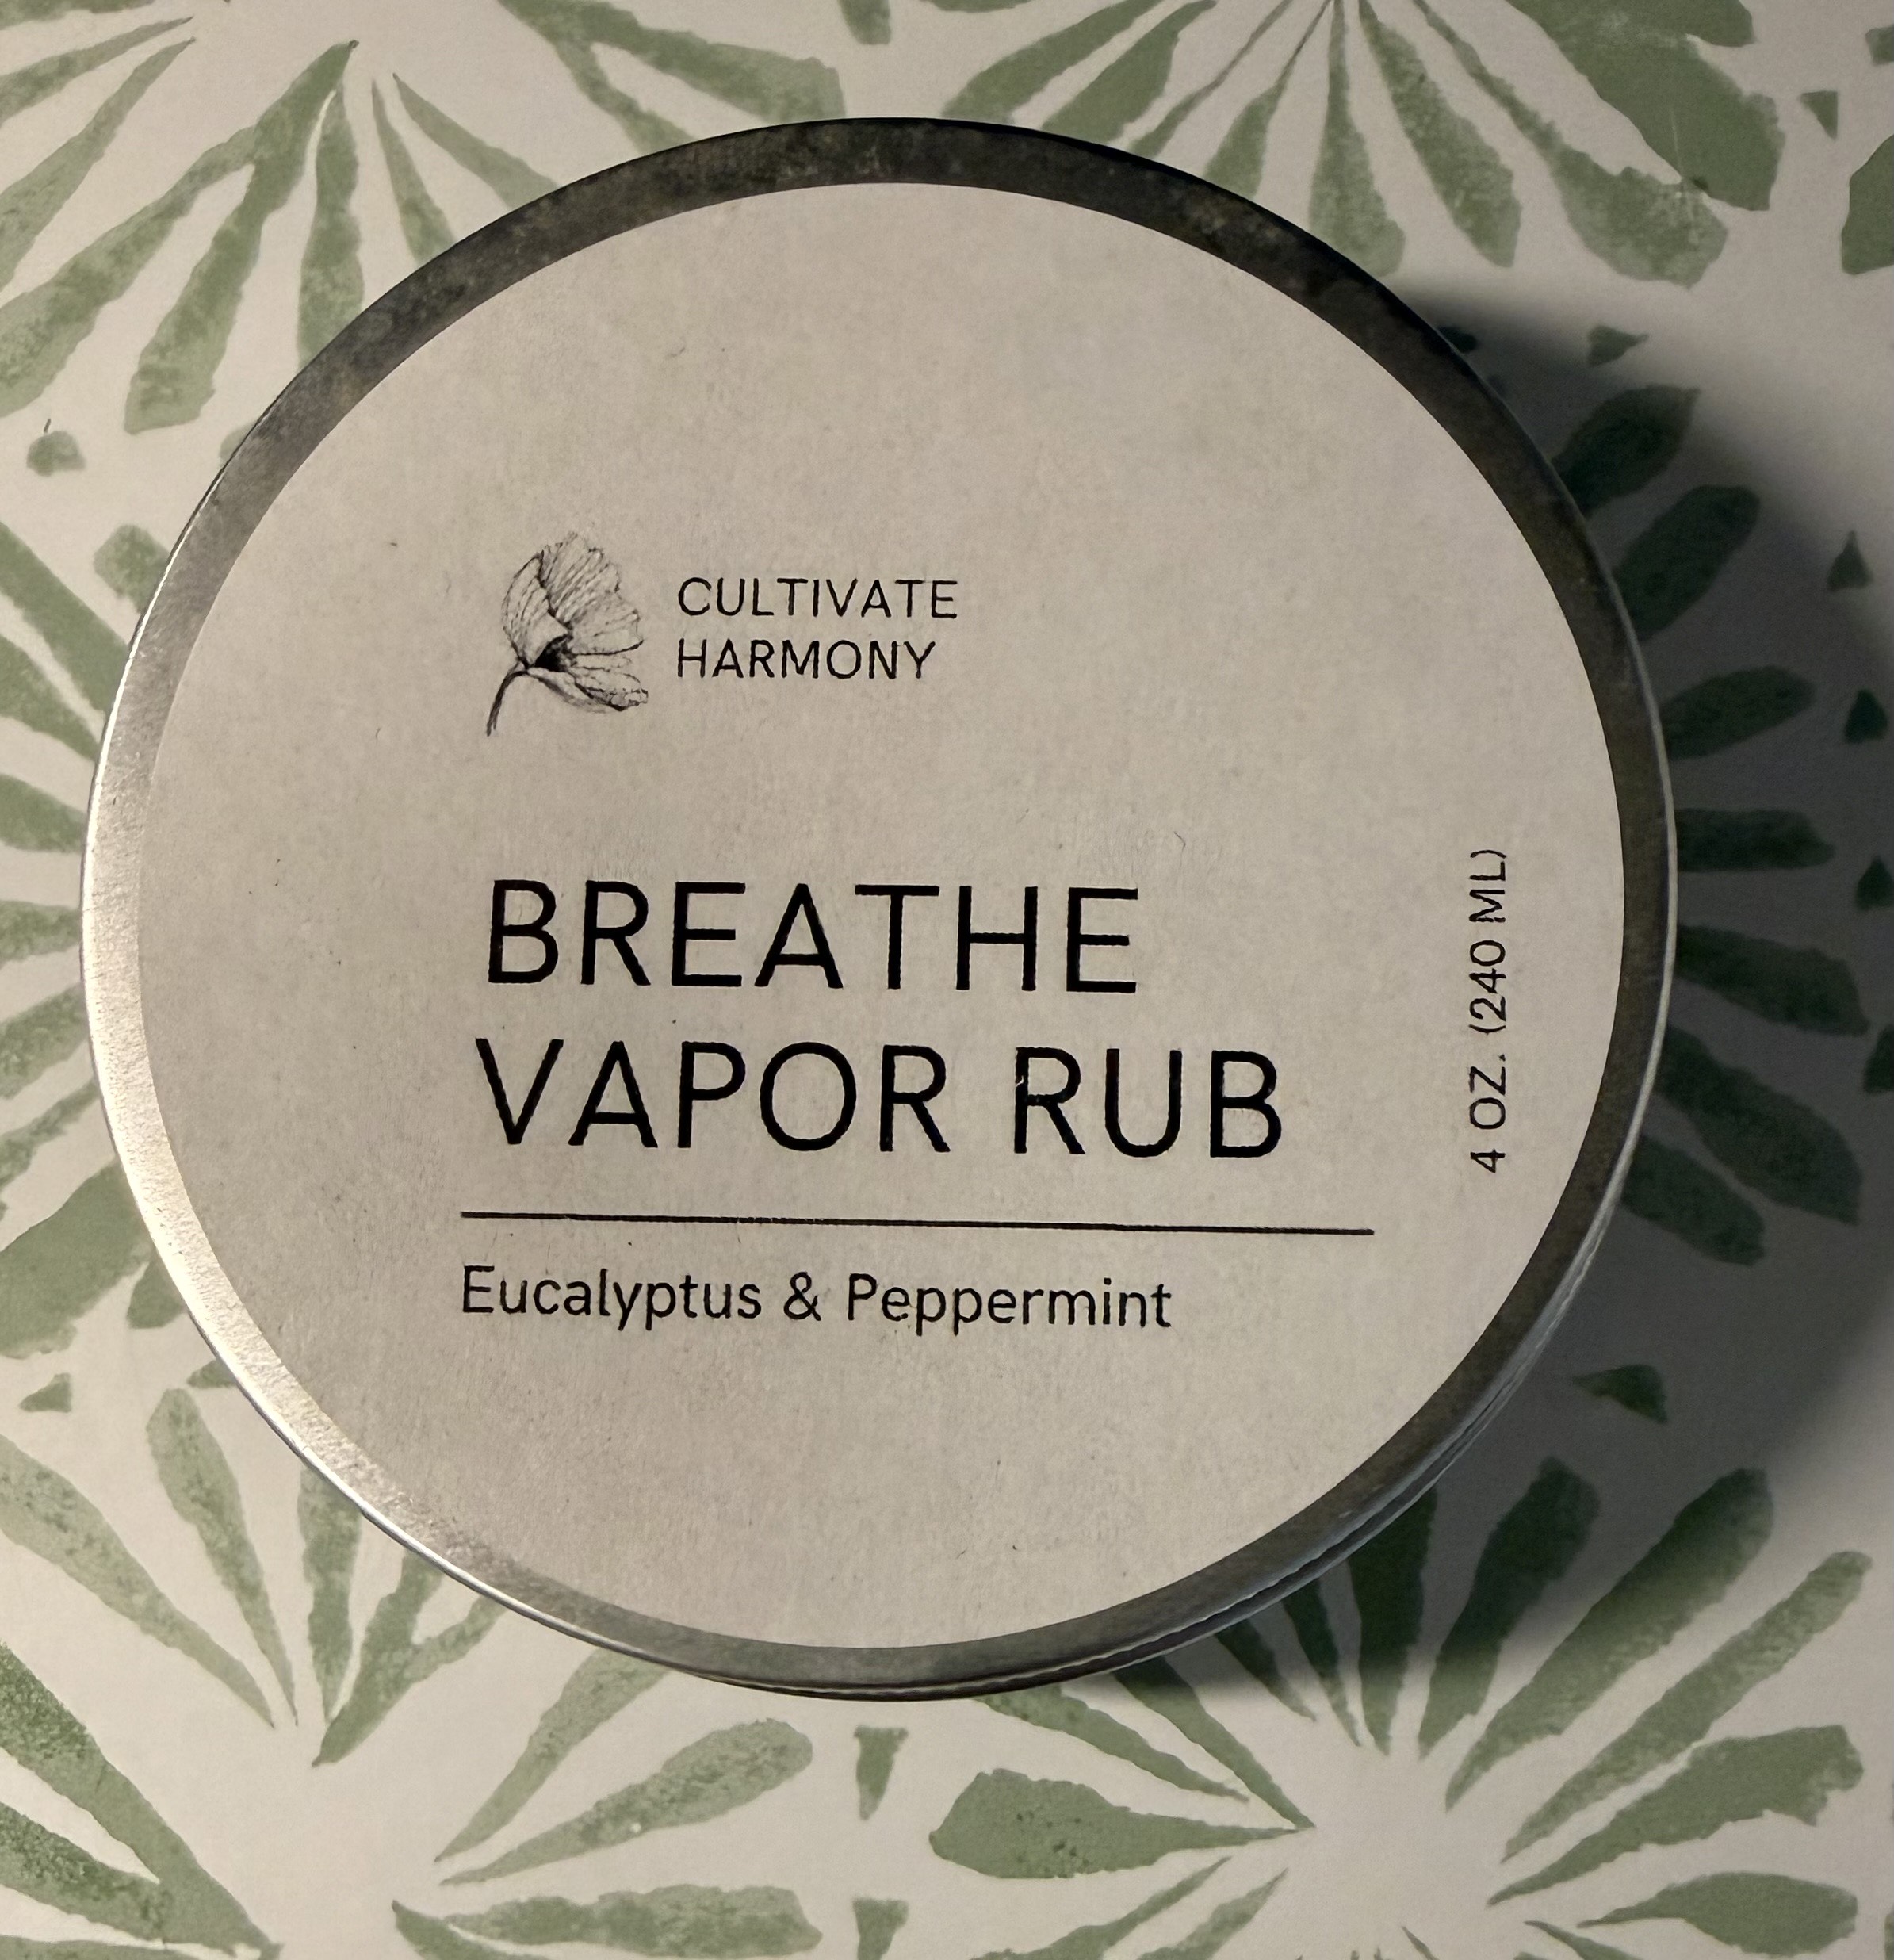 CULTIVATE
HARMONY
BREATHE
VAPOR RUB
Eucalyptus & Peppermint
4 OZ. (240 ML)